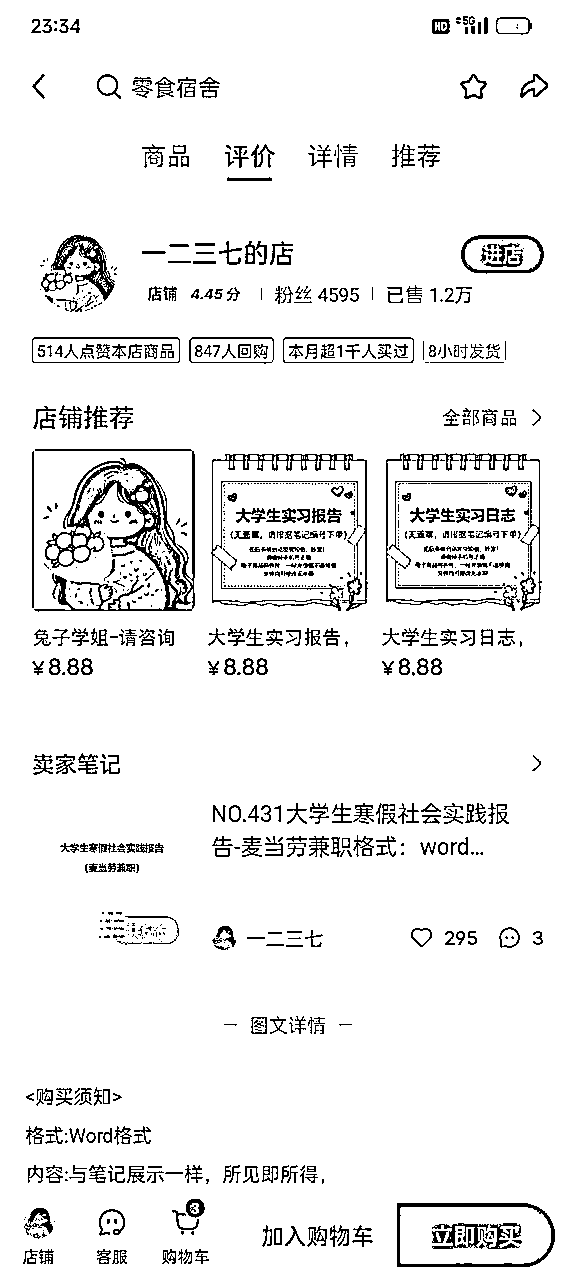 23:34
HD 5G
零食宿舍
商品 评价 详情 推荐
一二三七的店
进店
店铺 4.45分 粉丝 4595 已售 1.2万
514人点赞本店商品 847人回购 本月超1千人买过 8小时发货
店铺推荐
全部商品
大学生实习报告
大学生实习日志
兔子学姐-请咨询 大学生实习报告, 大学生实习日志,
¥8.88 ¥8.88 ¥8.88
卖家笔记
NO.431大学生寒假社会实践报
告-麦当劳兼职格式：word...
大学生寒假社会实践报告
(麦当劳兼职)
一二三七
295 3
图文详情
<购买须知>
格式:Word格式
内容:与笔记展示一样，所见即所得,
3
店铺 客服 购物车 加入购物车 立即购买